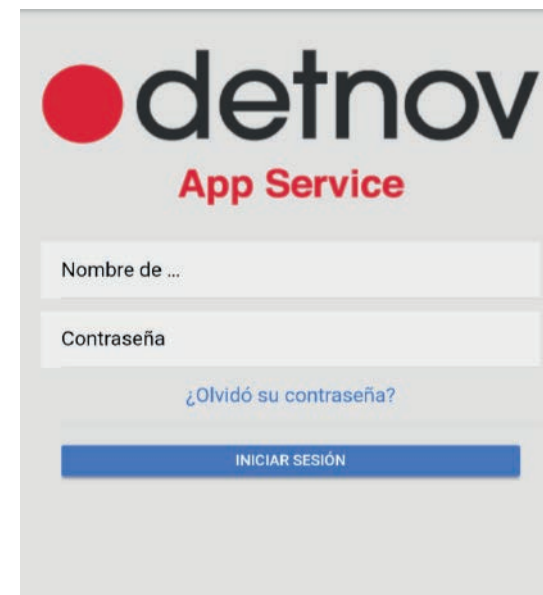 detnov
App Service
Nombre de ...
Contraseña
¿Olvidó su contraseña?
INICIAR SESIÓN